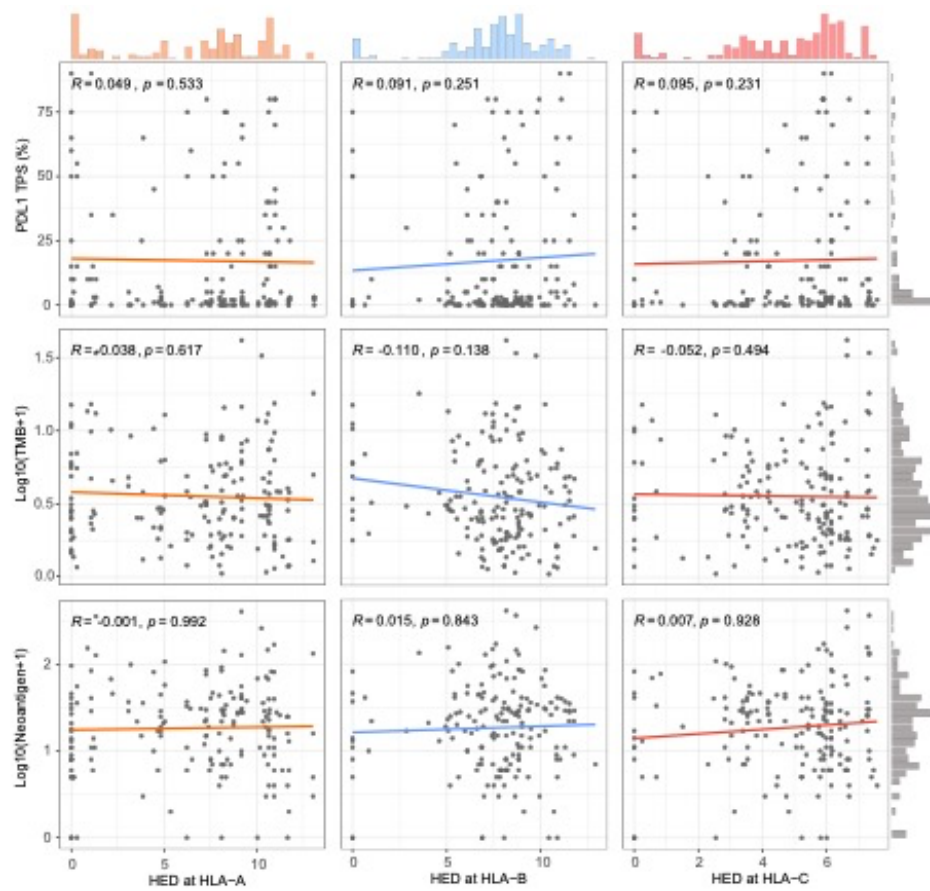 R=0.049, p=0.533
R=0.091, p=0.251
R=0.095, p=0.231
PDL1 TPS (%)
75
50
25
0
R=-0.038, p=0.617
R= -0.110, p=0.138
R= -0.052, p=0.494
Log10(TMB+1)
1.5
1.0
0.5
0.0
R=-0.001, p=0.992
R=0.015, p=0.843
R=0.007, p=0.928
Log10(Neoantigen+1)
2
1
0
0 5 10
0 5 10
0 2 4 6
HED at HLA-A
HED at HLA-B
HED at HLA-C